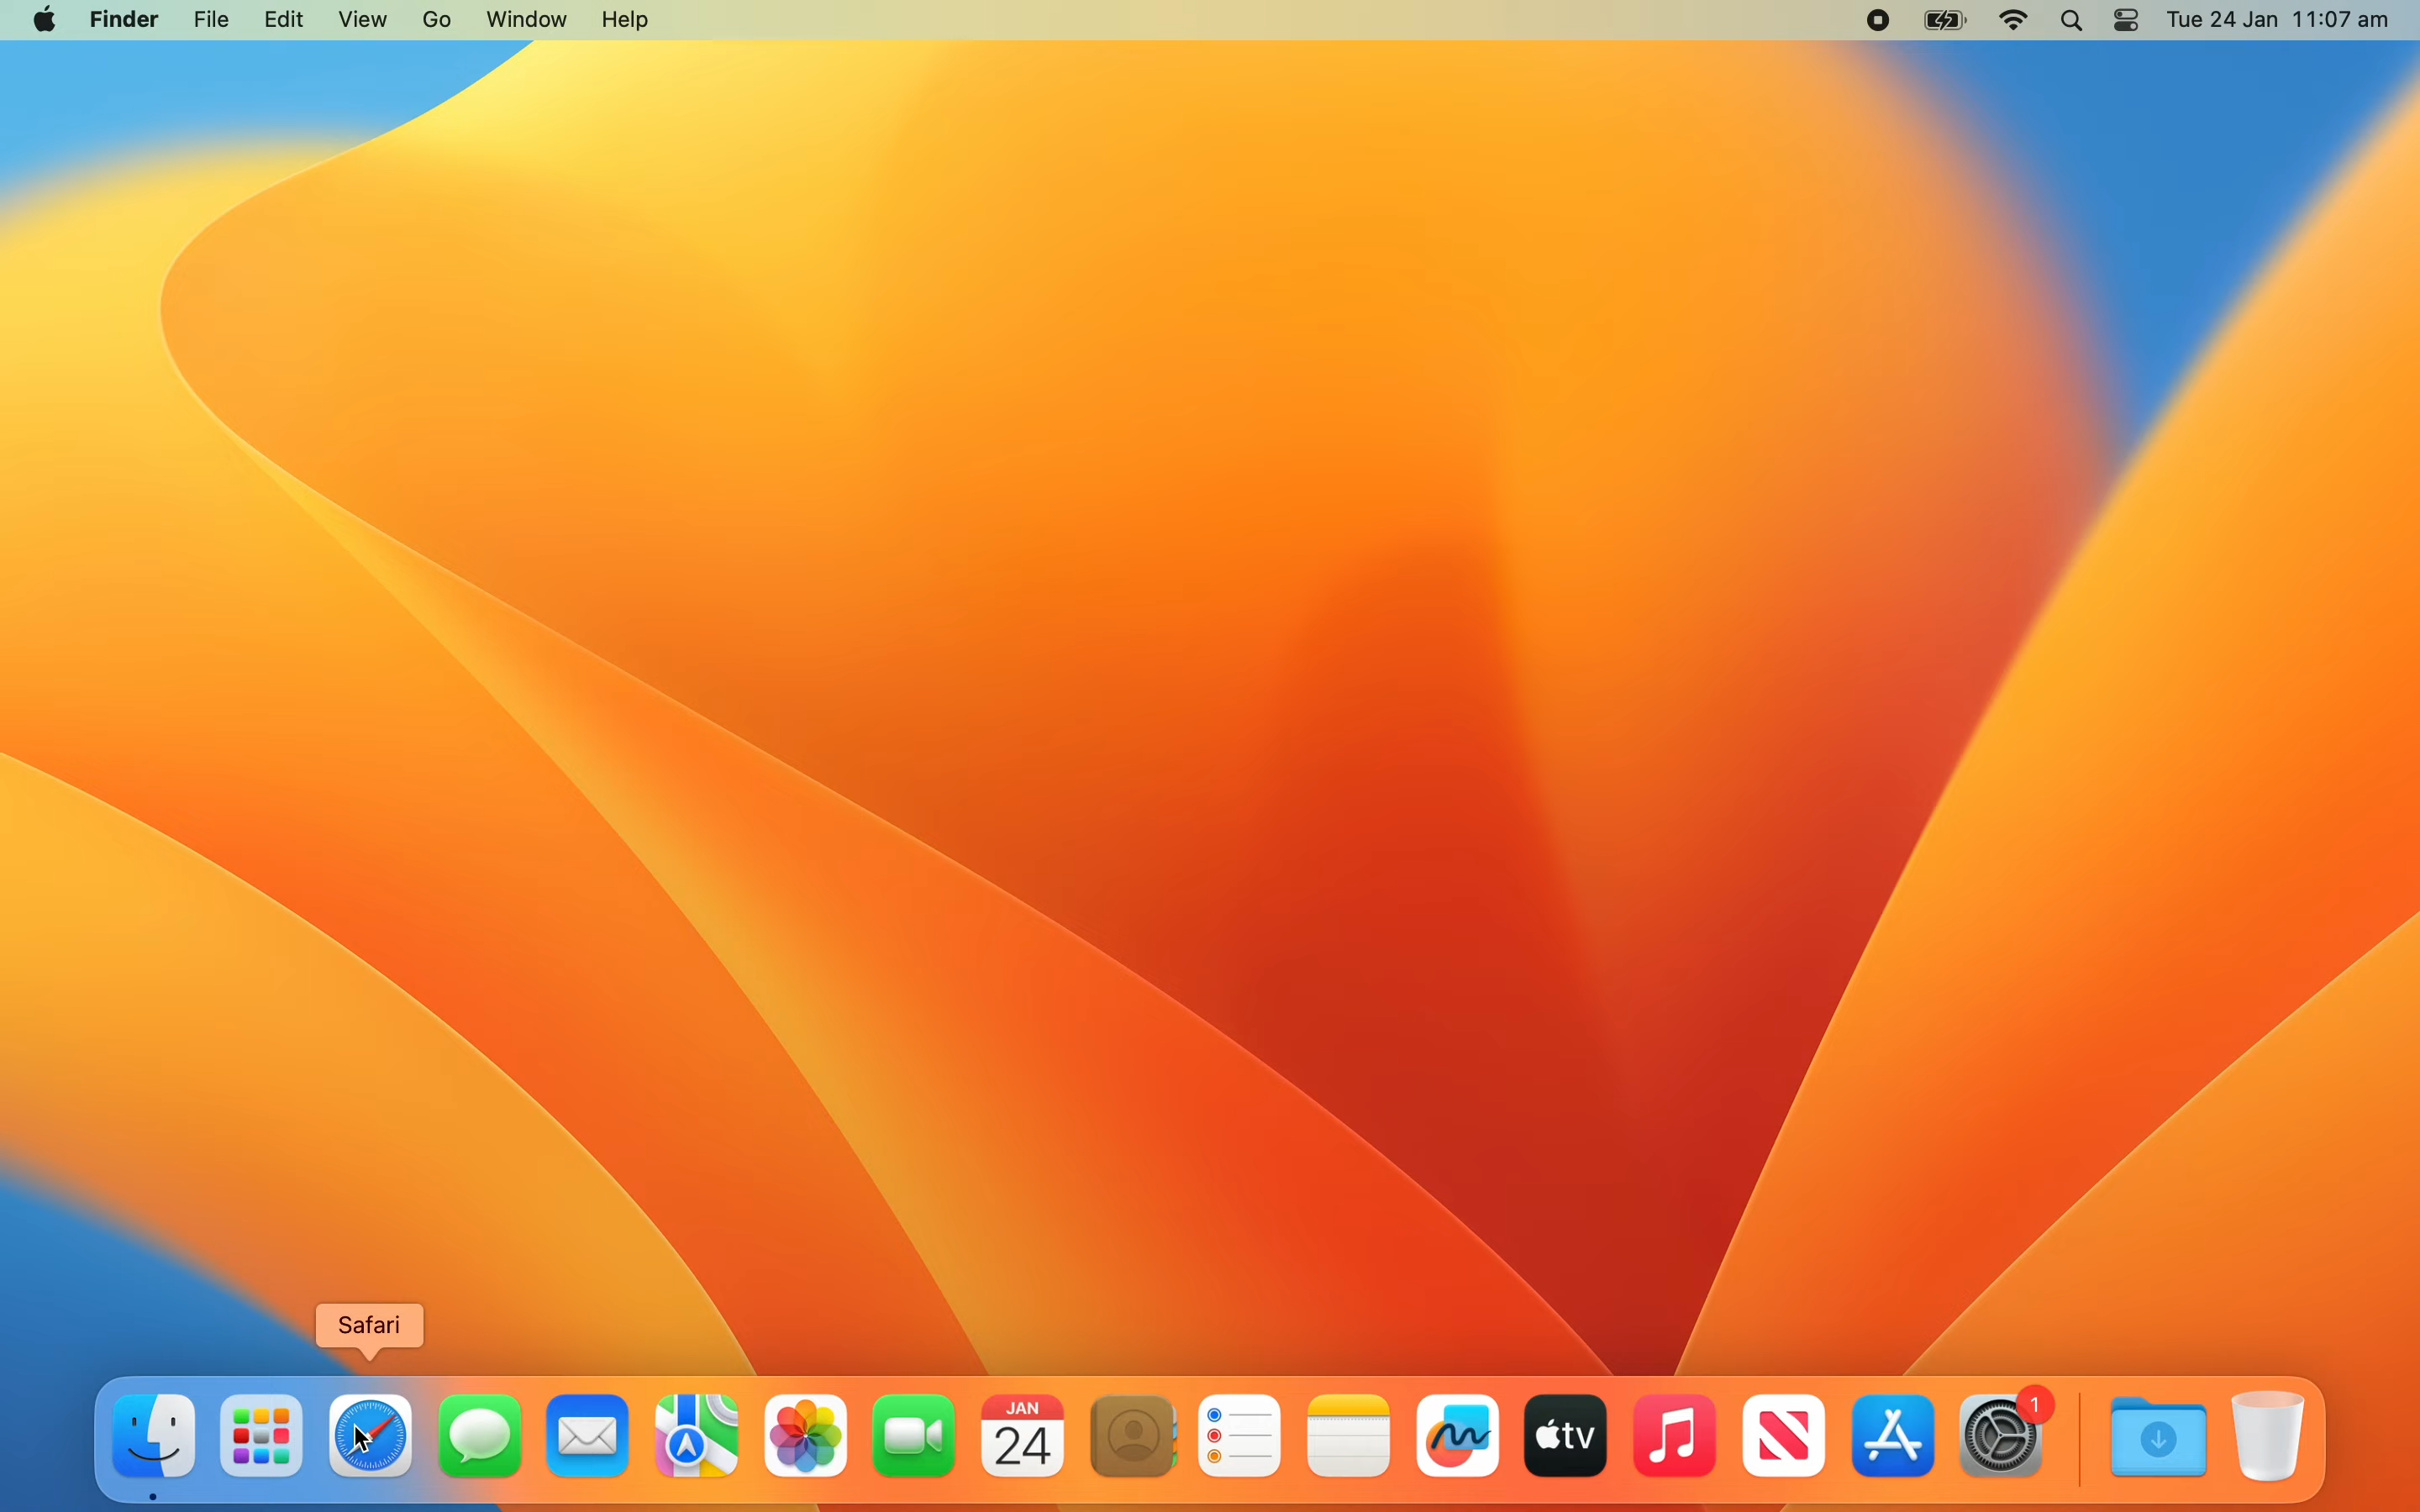 Finder File Edit View Go Window Help Tue 24 Jan 11:07 am
Safari
JAN
24
tv
1